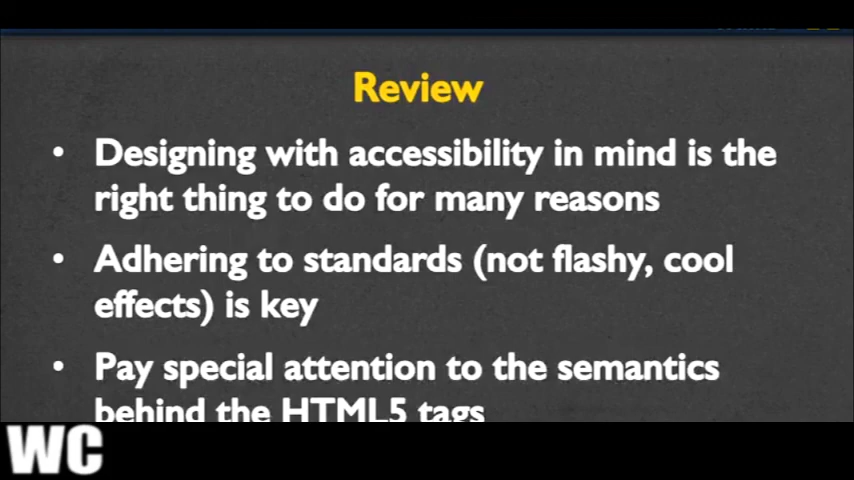 Review
• Designing with accessibility in mind is the
right thing to do for many reasons
• Adhering to standards (not flashy, cool
effects) is key
• Pay special attention to the semantics
behind the HTML5 tags
WC